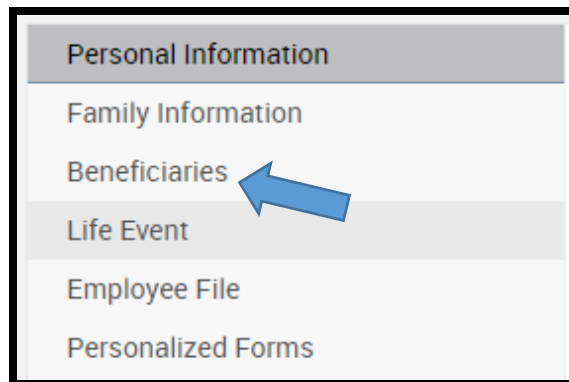 Personal Information
Family Information
Beneficiaries
Life Event
Employee File
Personalized Forms